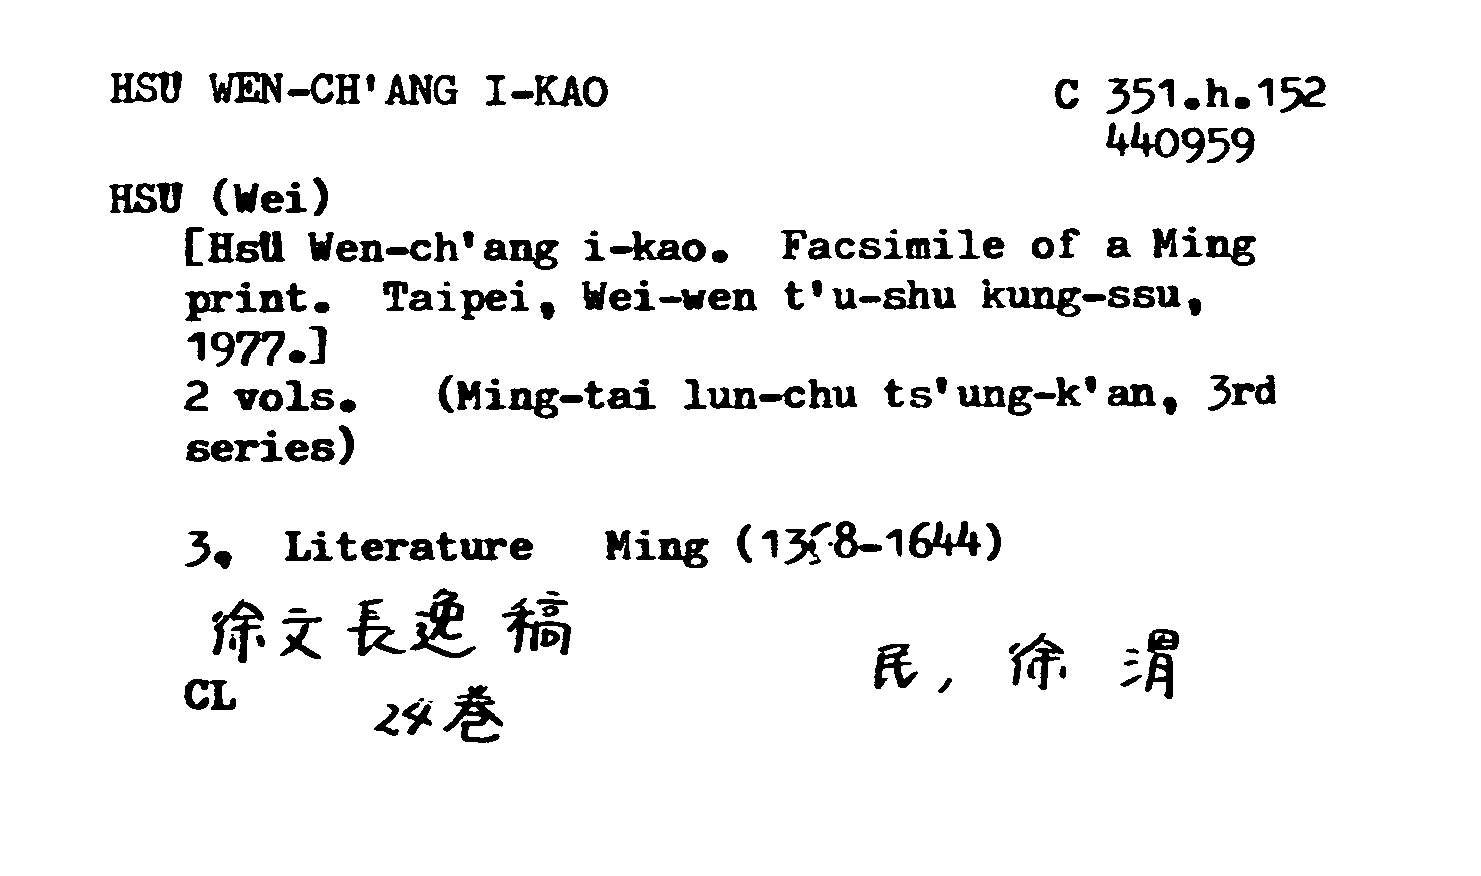 HSU WEN-CH'ANG I-KAO
C 351.h.152
440959
HSU (Wei)
[Hsü Wen-ch'ang i-kao. Facsimile of a Ming
print. Taipei, Wei-wen t'u-shu kung-ssu,
1977.]
2 vols. (Ming-tai lun-chu ts'ung-k'an, 3rd
series)
3. Literature Ming (1368-1644)
徐文長逸稿
民, 徐渭
CL
24卷